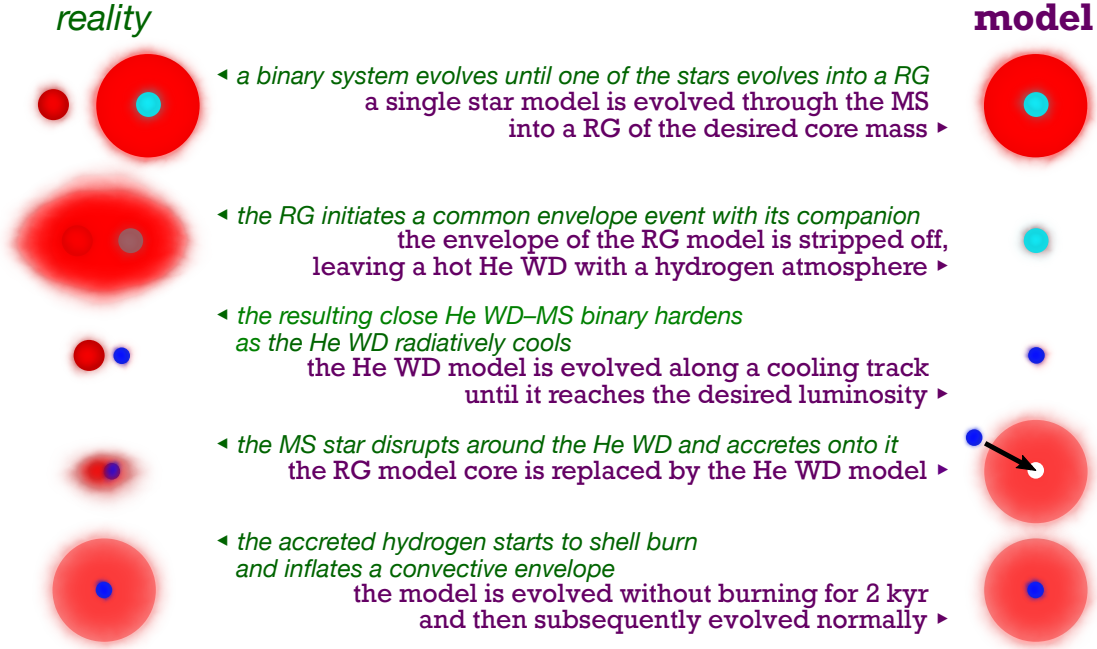 reality
model
◂ a binary system evolves until one of the stars evolves into a RG
a single star model is evolved through the MS
into a RG of the desired core mass ▸
◂ the RG initiates a common envelope event with its companion
the envelope of the RG model is stripped off,
leaving a hot He WD with a hydrogen atmosphere ▸
◂ the resulting close He WD–MS binary hardens
as the He WD radiatively cools
the He WD model is evolved along a cooling track
until it reaches the desired luminosity ▸
◂ the MS star disrupts around the He WD and accretes onto it
the RG model core is replaced by the He WD model ▸
◂ the accreted hydrogen starts to shell burn
and inflates a convective envelope
the model is evolved without burning for 2 kyr
and then subsequently evolved normally ▸